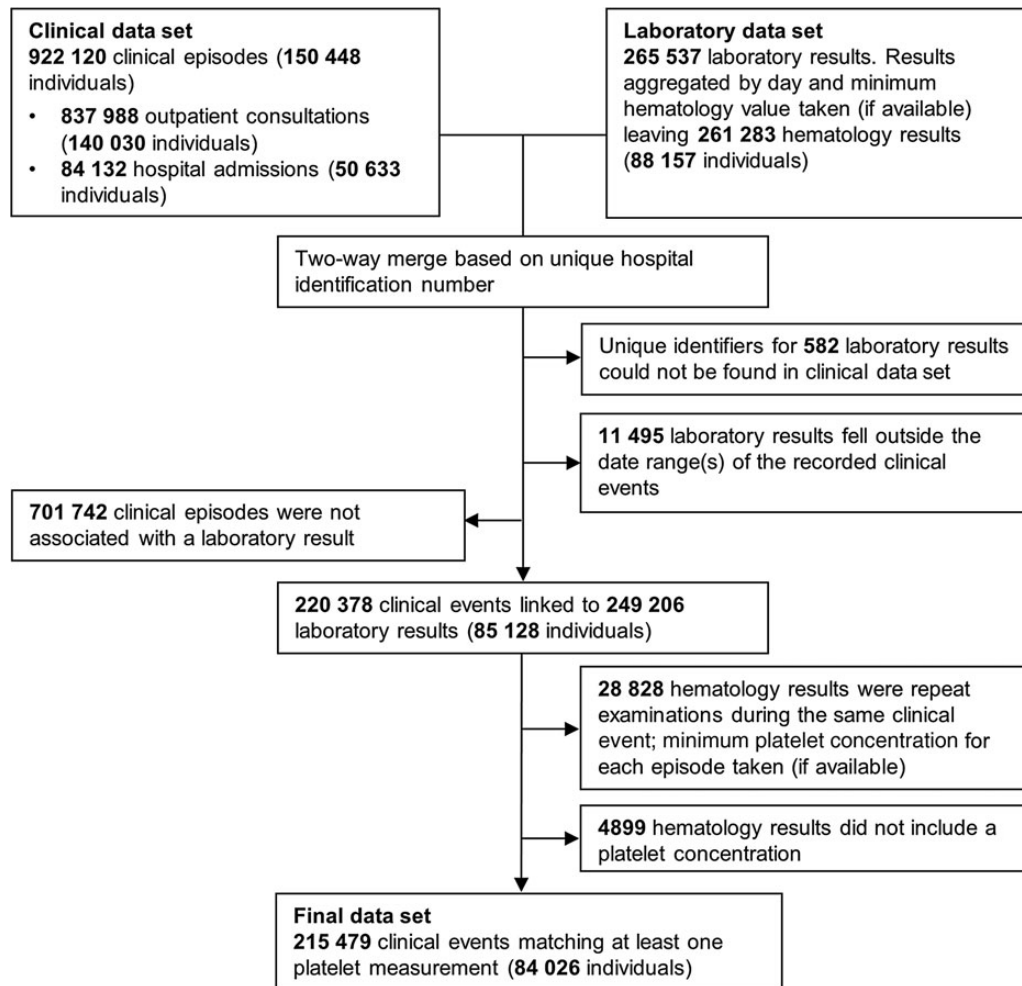 Clinical data set
922 120 clinical episodes (150 448
individuals)
• 837 988 outpatient consultations
(140 030 individuals)
• 84 132 hospital admissions (50 633
individuals)
Laboratory data set
265 537 laboratory results. Results
aggregated by day and minimum
hematology value taken (if available)
leaving 261 283 hematology results
(88 157 individuals)
Two-way merge based on unique hospital
identification number
Unique identifiers for 582 laboratory results
could not be found in clinical data set
11 495 laboratory results fell outside the
date range(s) of the recorded clinical
events
701 742 clinical episodes were not
associated with a laboratory result
220 378 clinical events linked to 249 206
laboratory results (85 128 individuals)
28 828 hematology results were repeat
examinations during the same clinical
event; minimum platelet concentration for
each episode taken (if available)
4899 hematology results did not include a
platelet concentration
Final data set
215 479 clinical events matching at least one
platelet measurement (84 026 individuals)